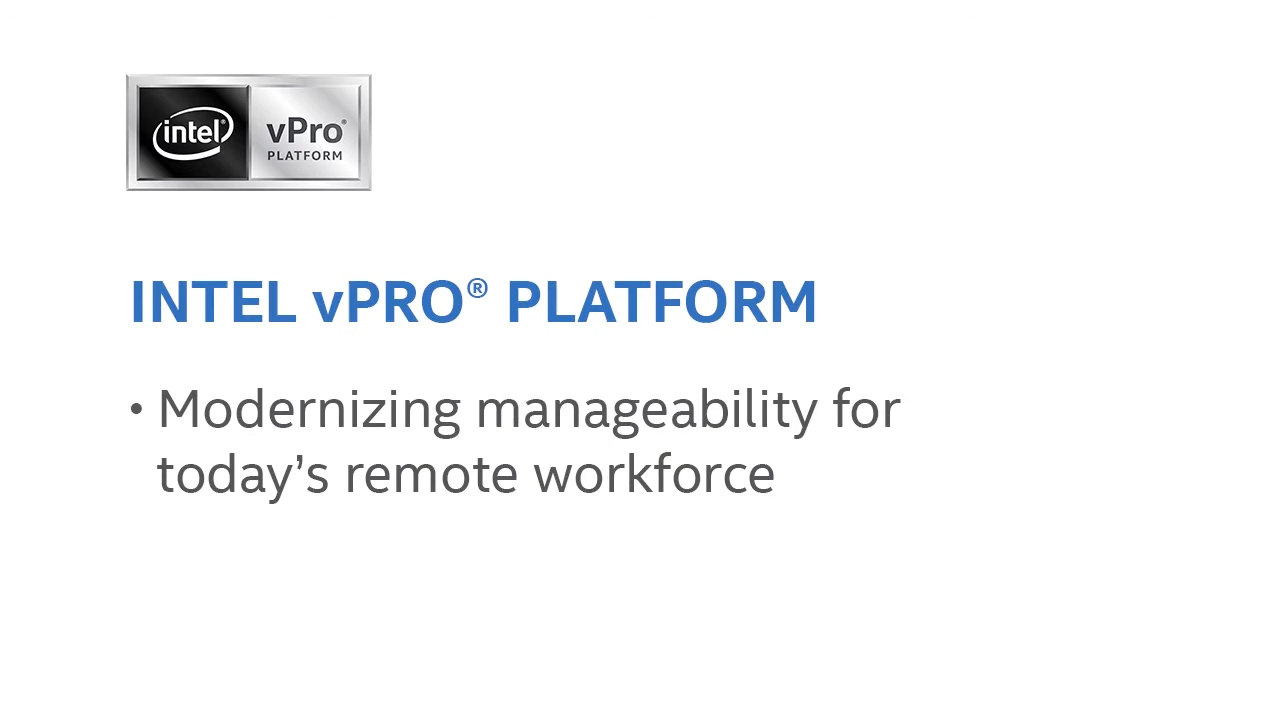 intel® vPro®
PLATFORM
INTEL vPRO® PLATFORM
• Modernizing manageability for
today’s remote workforce